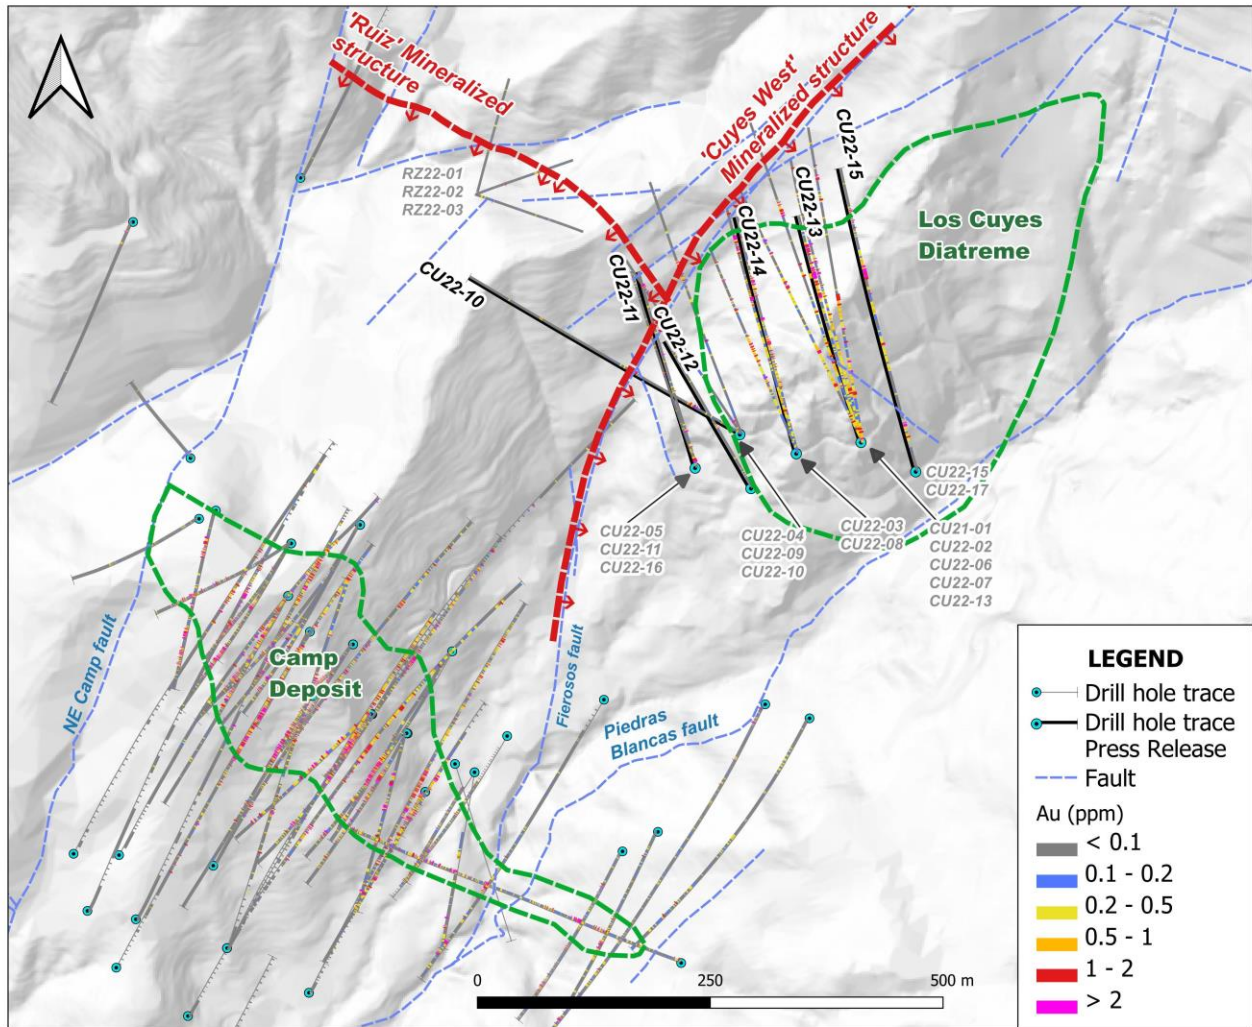 'Ruiz' Mineralized
structure
'Cuyes West'
Mineralized structure
RZ22-01
RZ22-02
RZ22-03
CU22-10
CU22-11
CU22-12
CU22-14
CU22-13
CU22-15
Los Cuyes
Diatreme
CU22-05
CU22-11
CU22-16
CU22-04
CU22-09
CU22-10
CU22-03
CU22-08
CU21-01
CU22-02
CU22-06
CU22-07
CU22-13
CU22-15
CU22-17
NE Camp fault
Camp
Deposit
Fierosos fault
Piedras
Blancas fault
0
250
500 m
LEGEND
Drill hole trace
Drill hole trace
Press Release
Fault
Au (ppm)
< 0.1
0.1 - 0.2
0.2 - 0.5
0.5 - 1
1 - 2
> 2